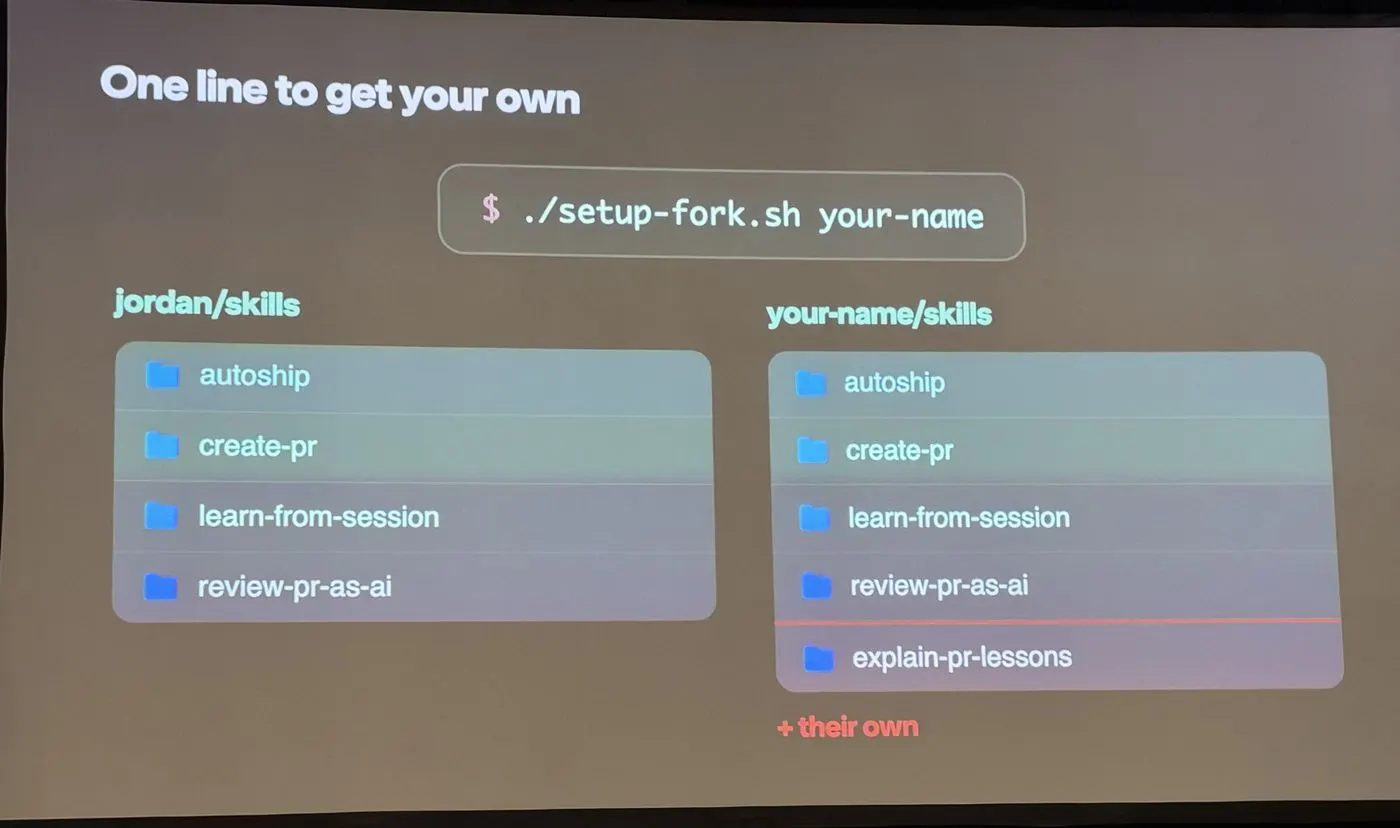 One line to get your own
$ ./setup-fork.sh your-name
jordan/skills
autoship
create-pr
learn-from-session
review-pr-as-ai
your-name/skills
autoship
create-pr
learn-from-session
review-pr-as-ai
explain-pr-lessons
+ their own